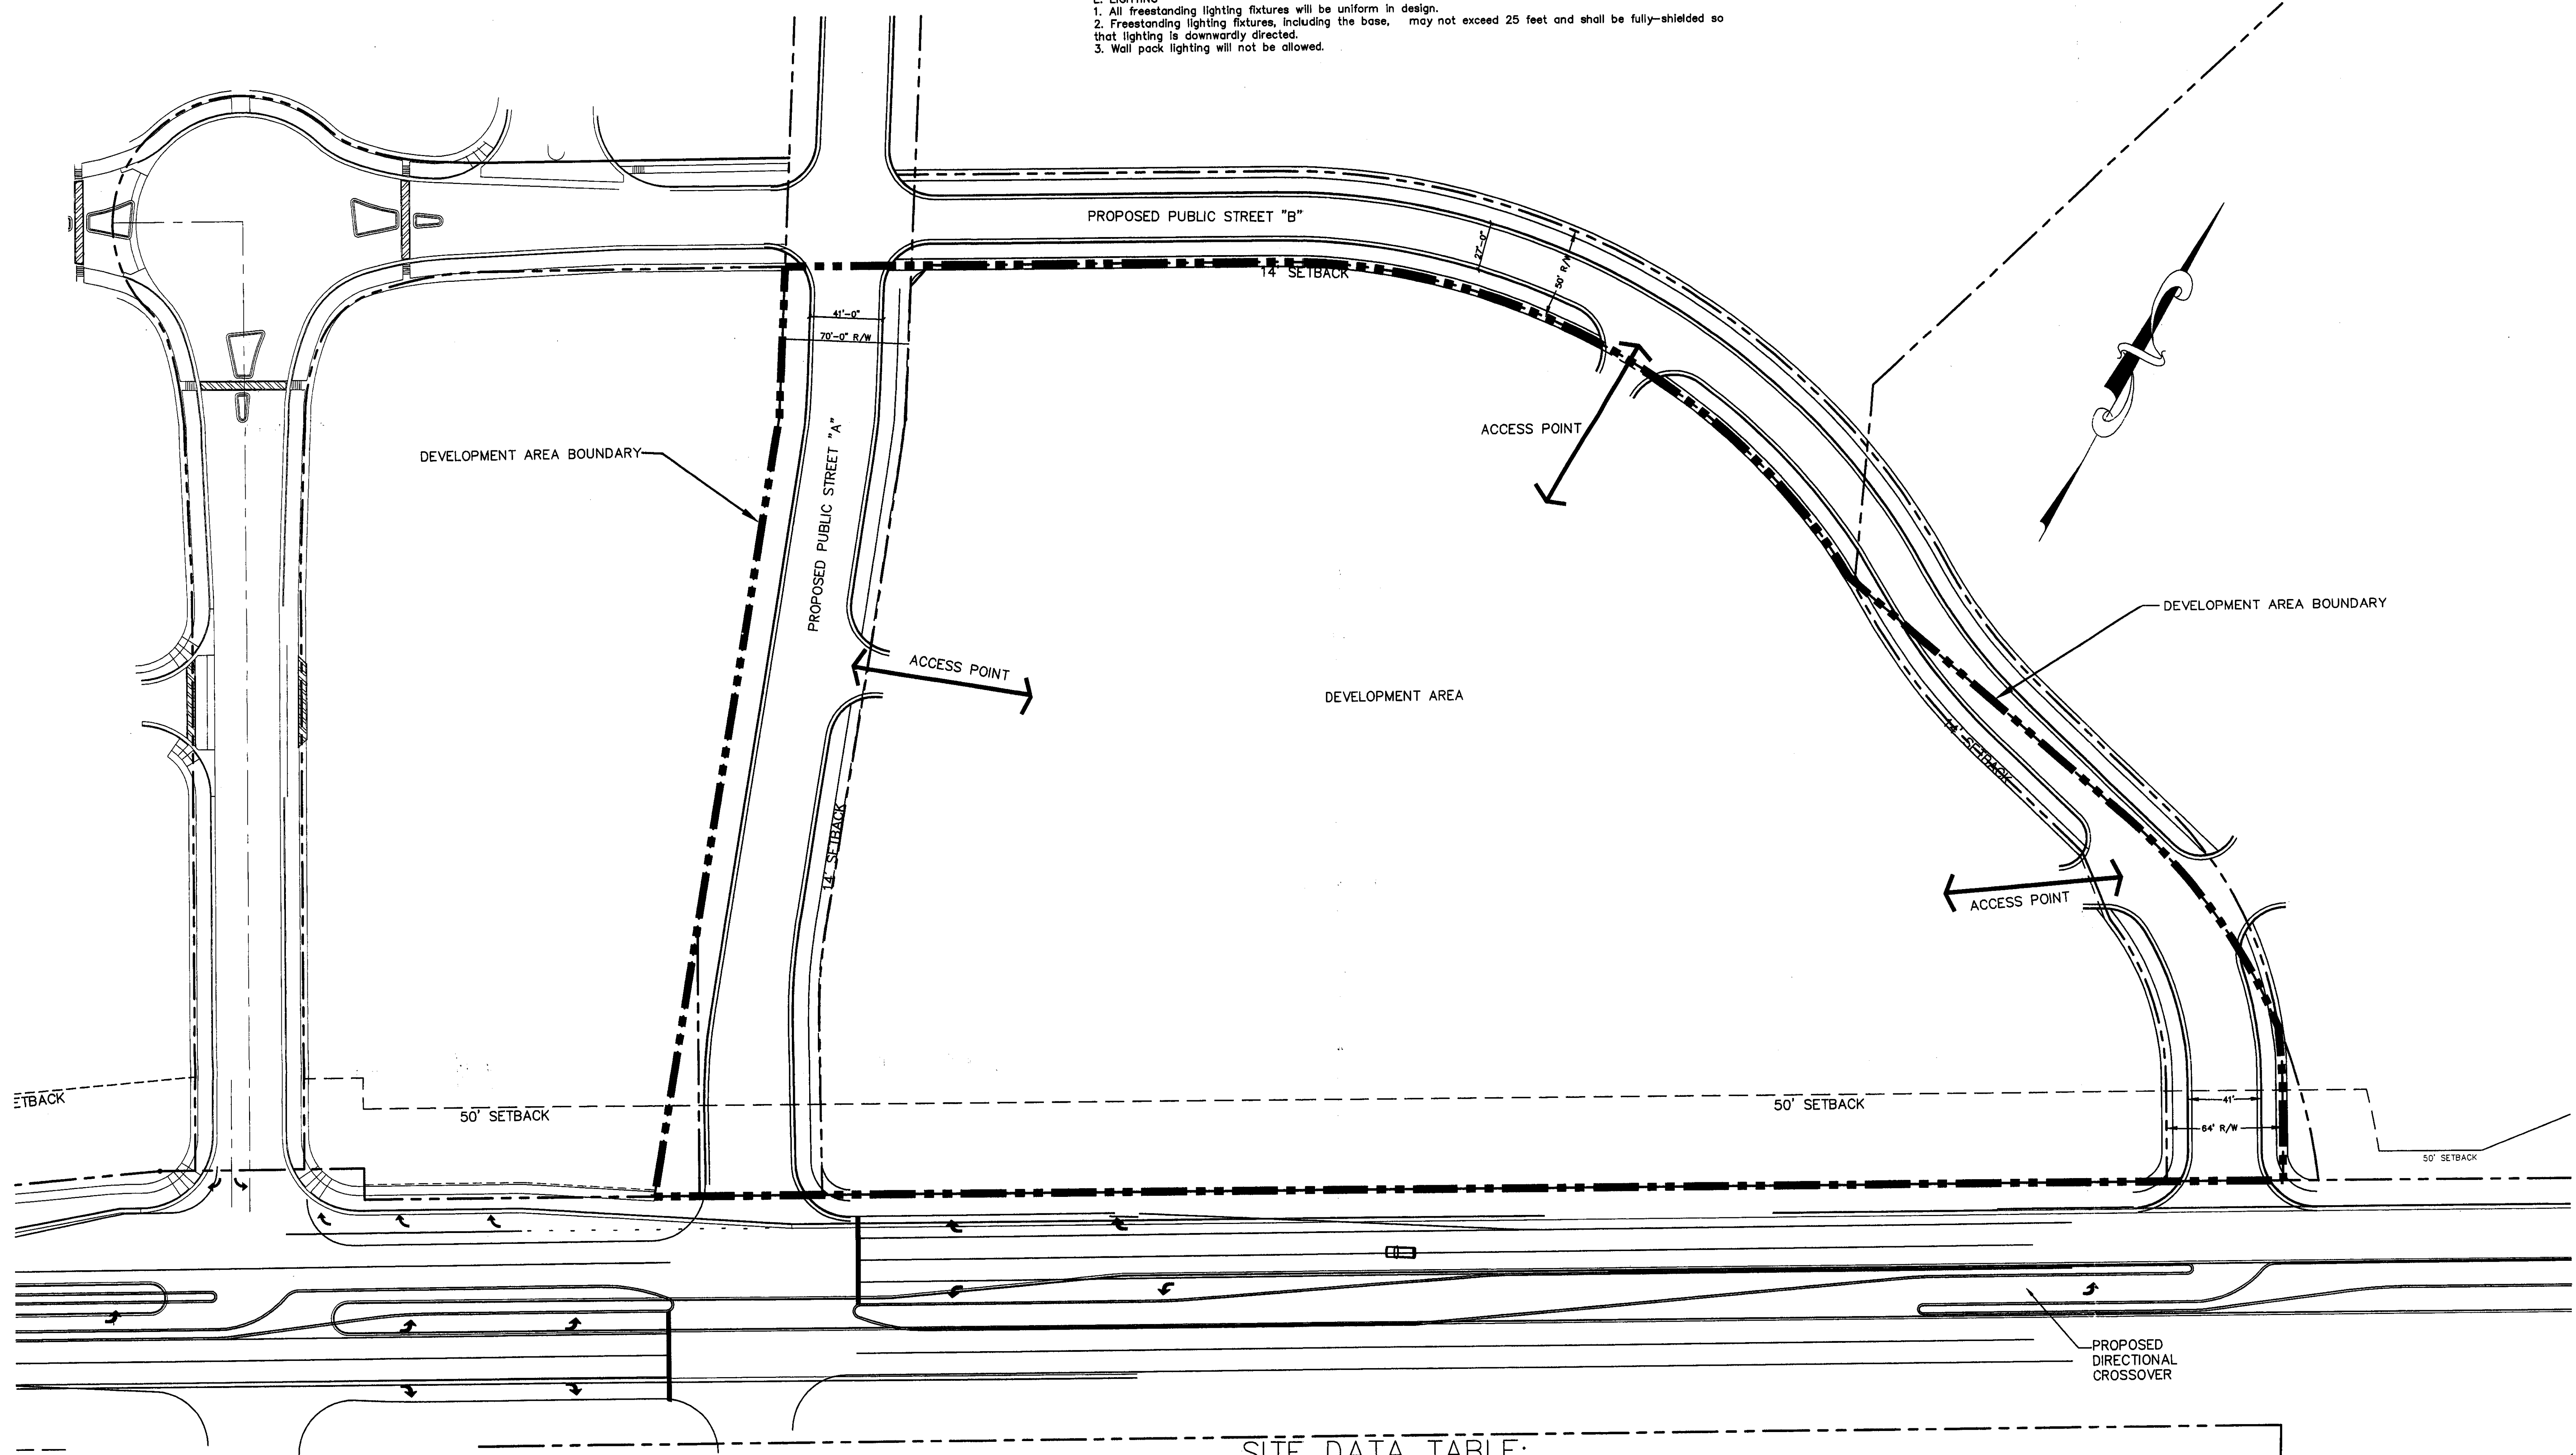 E. LIGHTING
1. All freestanding lighting fixtures will be uniform in design.
2. Freestanding lighting fixtures, including the base, may not exceed 25 feet and shall be fully-shielded so
that lighting is downwardly directed.
3. Wall pack lighting will not be allowed.
PROPOSED PUBLIC STREET "B"
27'-0"
50' R/W
14' SETBACK
41'-0"
70'-0" R/W
ACCESS POINT
DEVELOPMENT AREA BOUNDARY
PROPOSED PUBLIC STREET "A"
DEVELOPMENT AREA BOUNDARY
ACCESS POINT
DEVELOPMENT AREA
14' SETBACK
14' SETBACK
ACCESS POINT
ETBACK
50' SETBACK
50' SETBACK
41'
64' R/W
50' SETBACK
PROPOSED
DIRECTIONAL
CROSSOVER
SITE DATA TABLE: